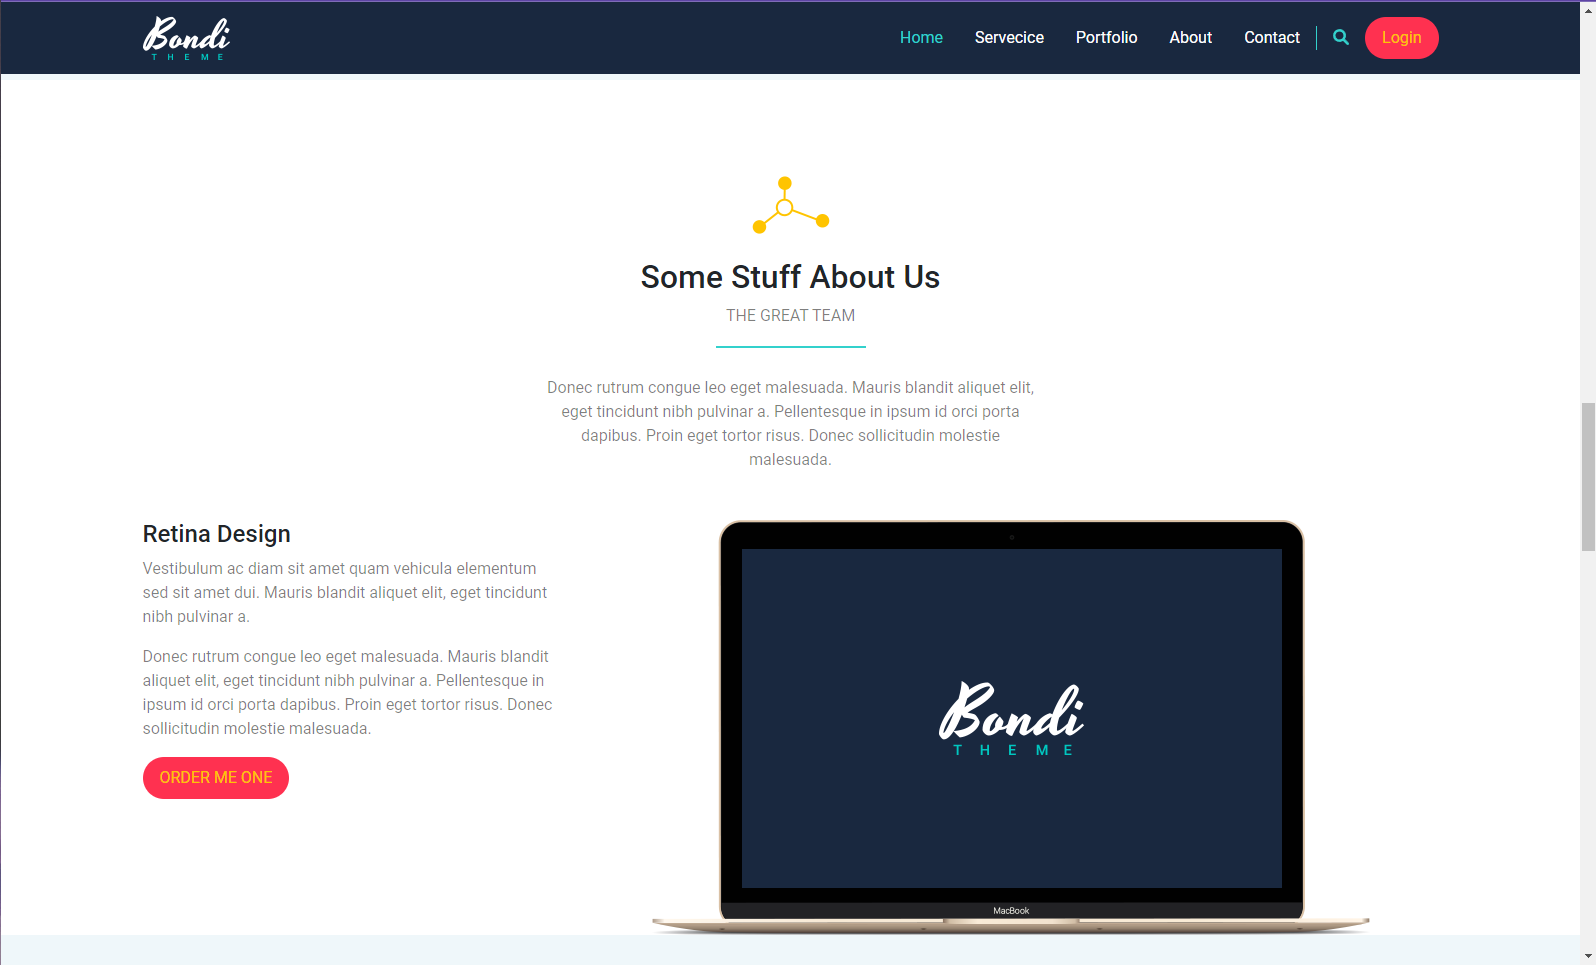 Bondi
THEME
Home Servecice Portfolio About Contact Login
Some Stuff About Us
THE GREAT TEAM
Donec rutrum congue leo eget malesuada. Mauris blandit aliquet elit,
eget tincidunt nibh pulvinar a. Pellentesque in ipsum id orci porta
dapibus. Proin eget tortor risus. Donec sollicitudin molestie
malesuada.
Retina Design
Vestibulum ac diam sit amet quam vehicula elementum
sed sit amet dui. Mauris blandit aliquet elit, eget tincidunt
nibh pulvinar a.
Donec rutrum congue leo eget malesuada. Mauris blandit
aliquet elit, eget tincidunt nibh pulvinar a. Pellentesque in
ipsum id orci porta dapibus. Proin eget tortor risus. Donec
sollicitudin molestie malesuada.
ORDER ME ONE
Bondi
THEME
MacBook